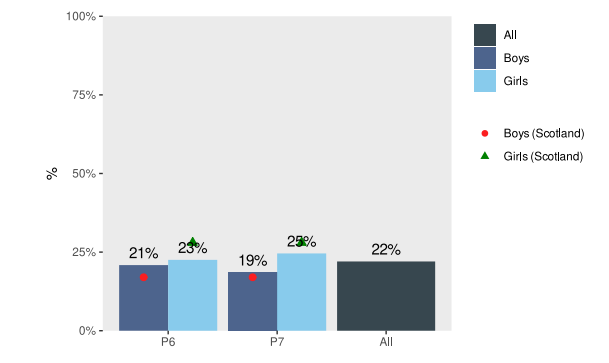 100%
75%
50%
25%
0%
%
21%
23%
19%
25%
22%
P6
P7
All
All
Boys
Girls
Boys (Scotland)
Girls (Scotland)